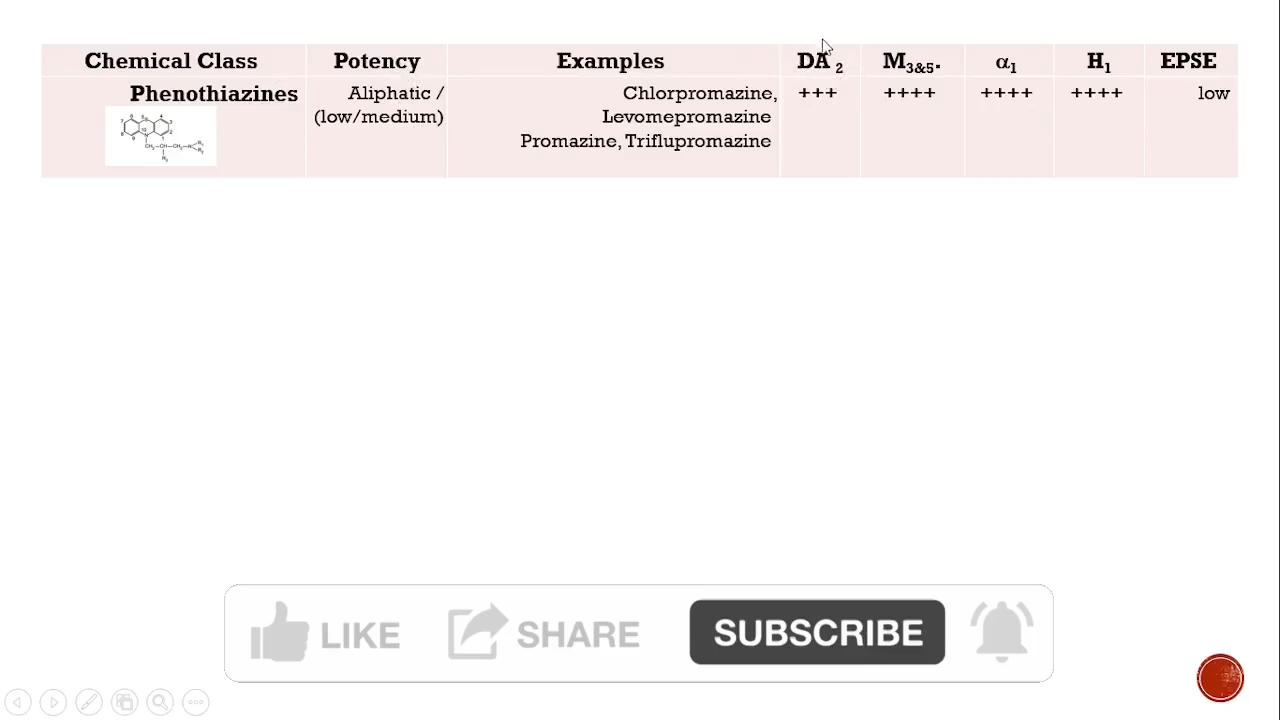 Chemical Class Potency Examples DA 2 M3&5. α1 H1 EPSE
Phenothiazines Aliphatic / Chlorpromazine, +++ ++++ ++++ ++++ low
(low/medium) Levomepromazine
Promazine, Triflupromazine
LIKE SHARE SUBSCRIBE